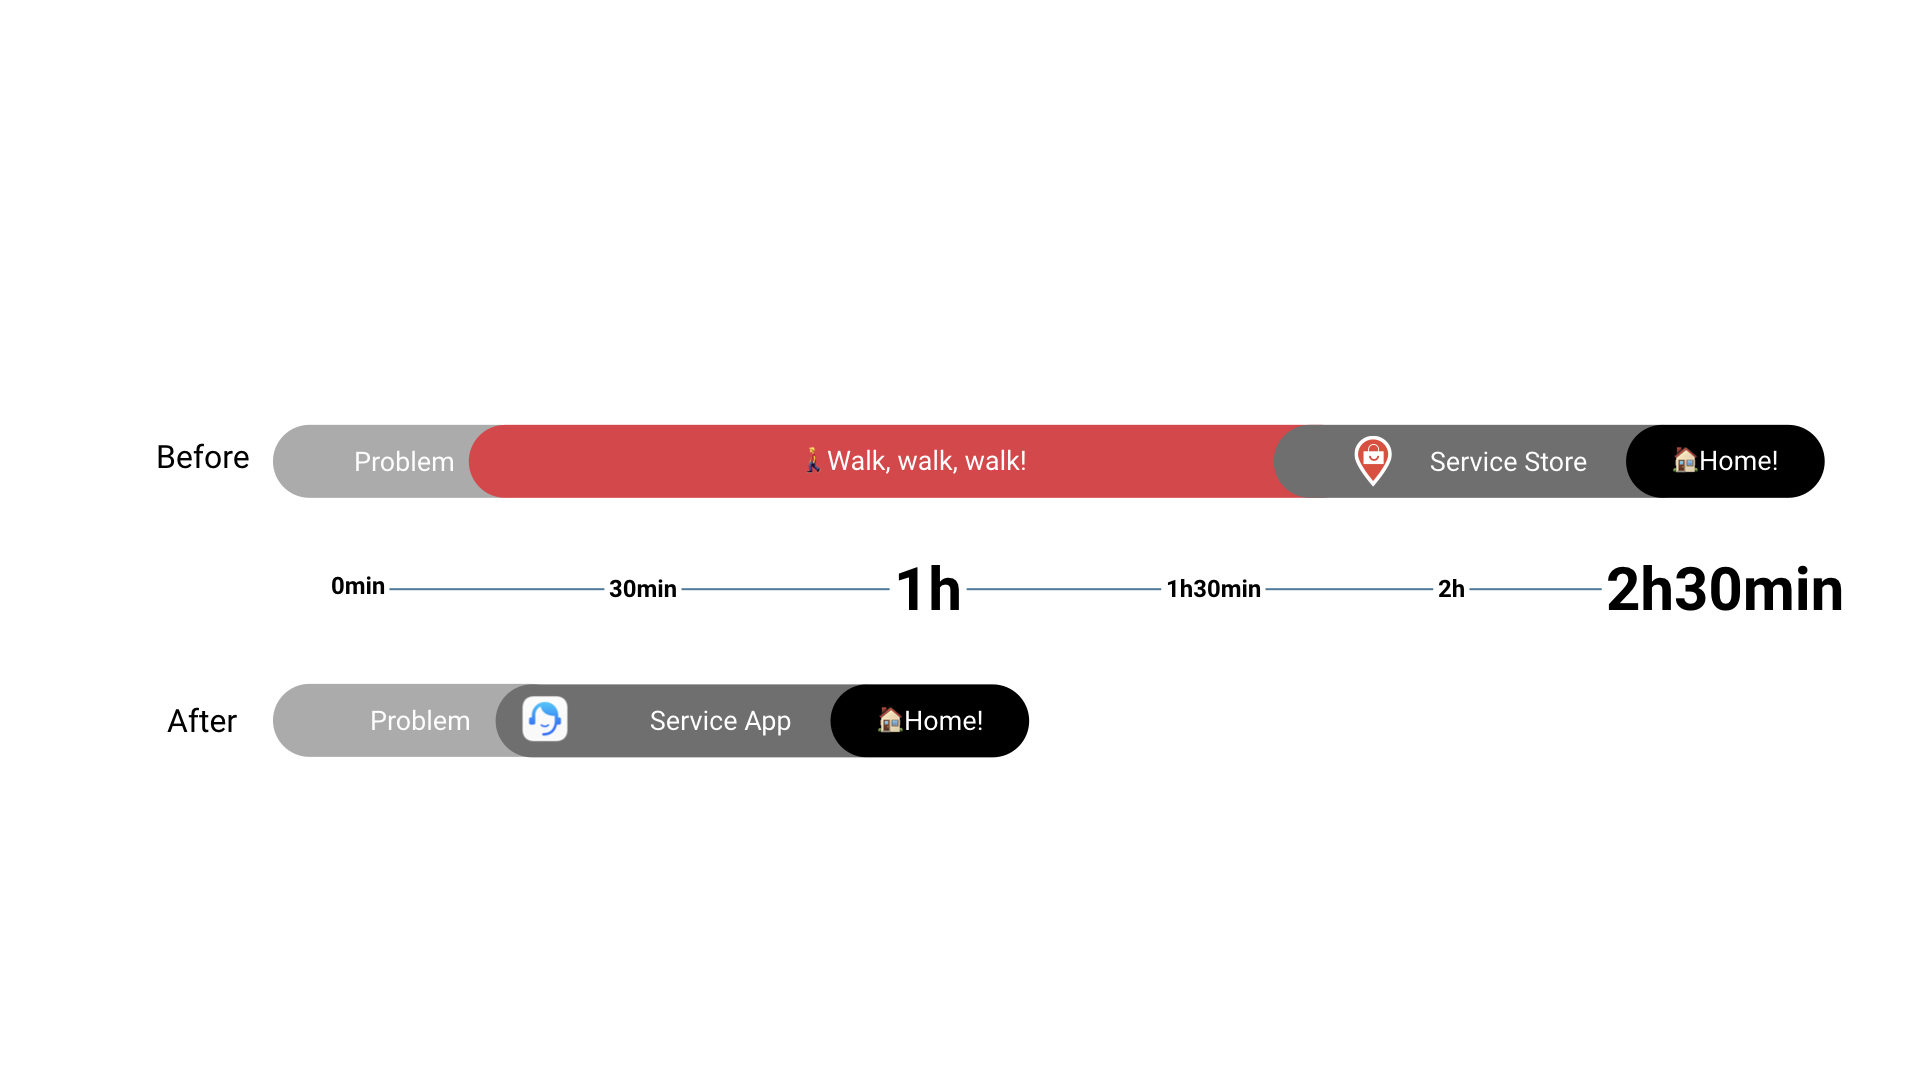 Before
Problem
🚶Walk, walk, walk!
Service Store
🏠Home!
0min
30min
1h
1h30min
2h
2h30min
After
Problem
Service App
🏠Home!